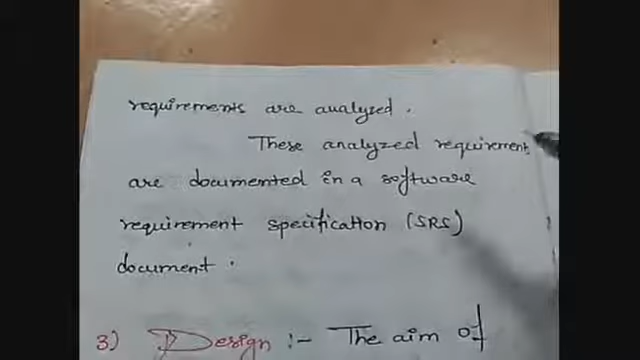 requirements are analyzed.
These analyzed requirements
are documented in a software
requirement specification (SRS)
document.
3) Design :- The aim of